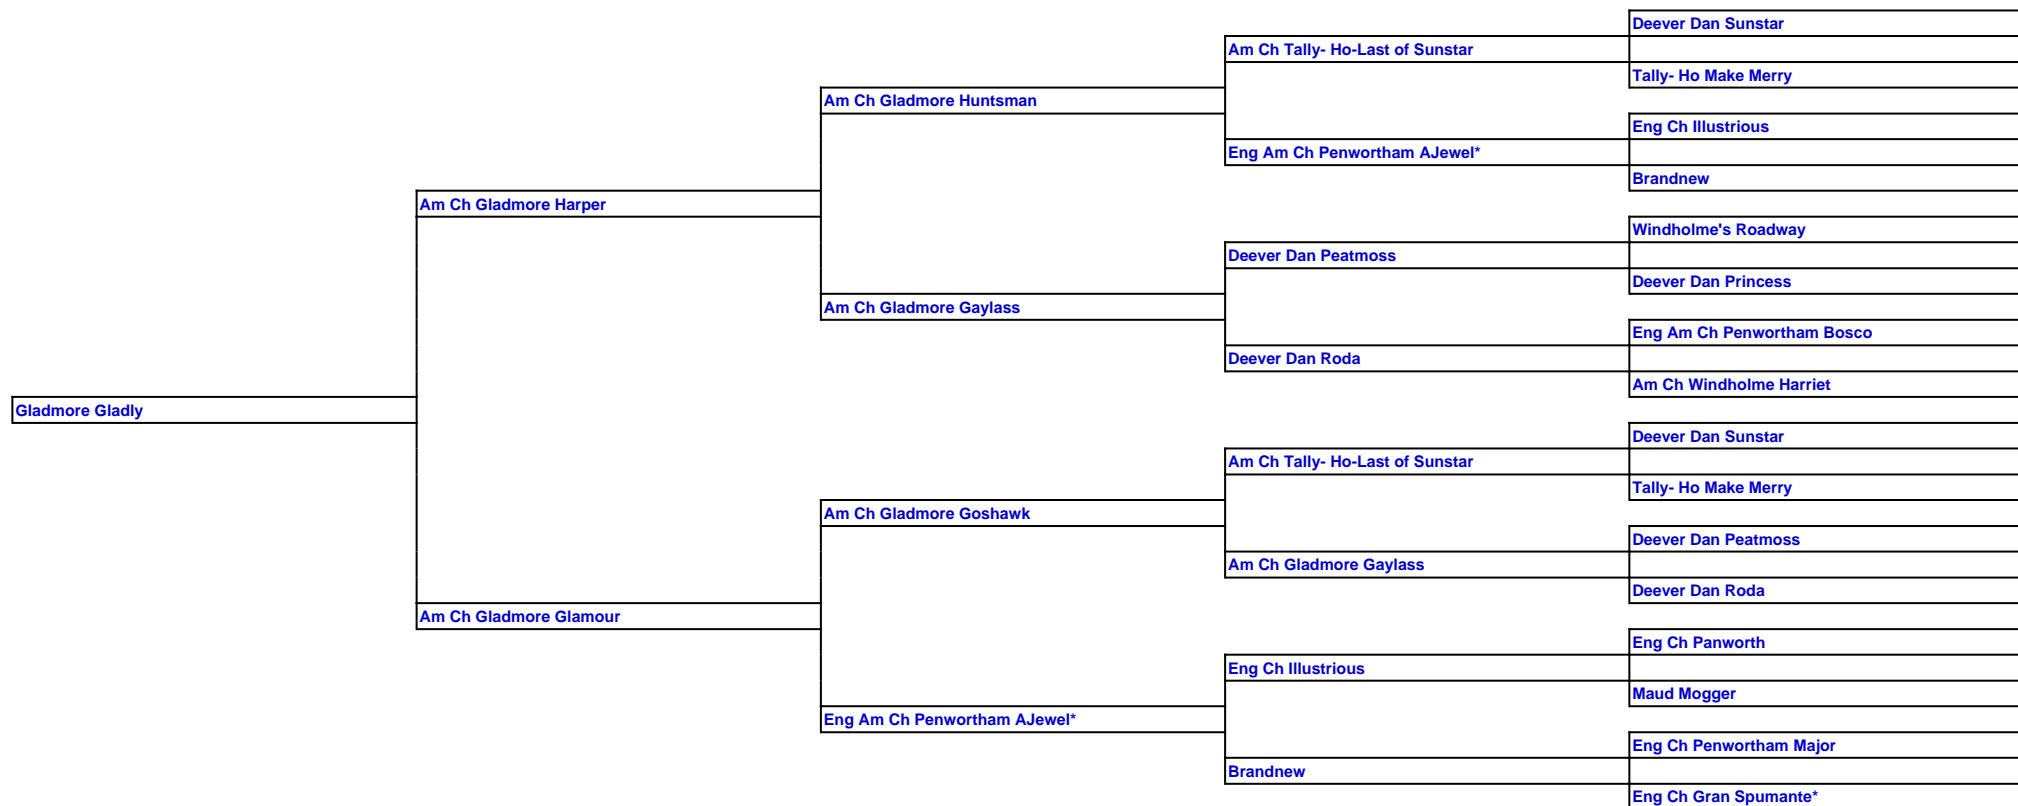 Deever Dan Sunstar
Am Ch Tally- Ho-Last of Sunstar
Tally- Ho Make Merry
Am Ch Gladmore Huntsman
Eng Ch Illustrious
Eng Am Ch Penwortham AJewel*
Brandnew
Am Ch Gladmore Harper
Windholme's Roadway
Deever Dan Peatmoss
Deever Dan Princess
Am Ch Gladmore Gaylass
Eng Am Ch Penwortham Bosco
Deever Dan Roda
Am Ch Windholme Harriet
Gladmore Gladly
Deever Dan Sunstar
Am Ch Tally- Ho-Last of Sunstar
Tally- Ho Make Merry
Am Ch Gladmore Goshawk
Deever Dan Peatmoss
Am Ch Gladmore Gaylass
Deever Dan Roda
Am Ch Gladmore Glamour
Eng Ch Panworth
Eng Ch Illustrious
Maud Mogger
Eng Am Ch Penwortham AJewel*
Eng Ch Penwortham Major
Brandnew
Eng Ch Gran Spumante*